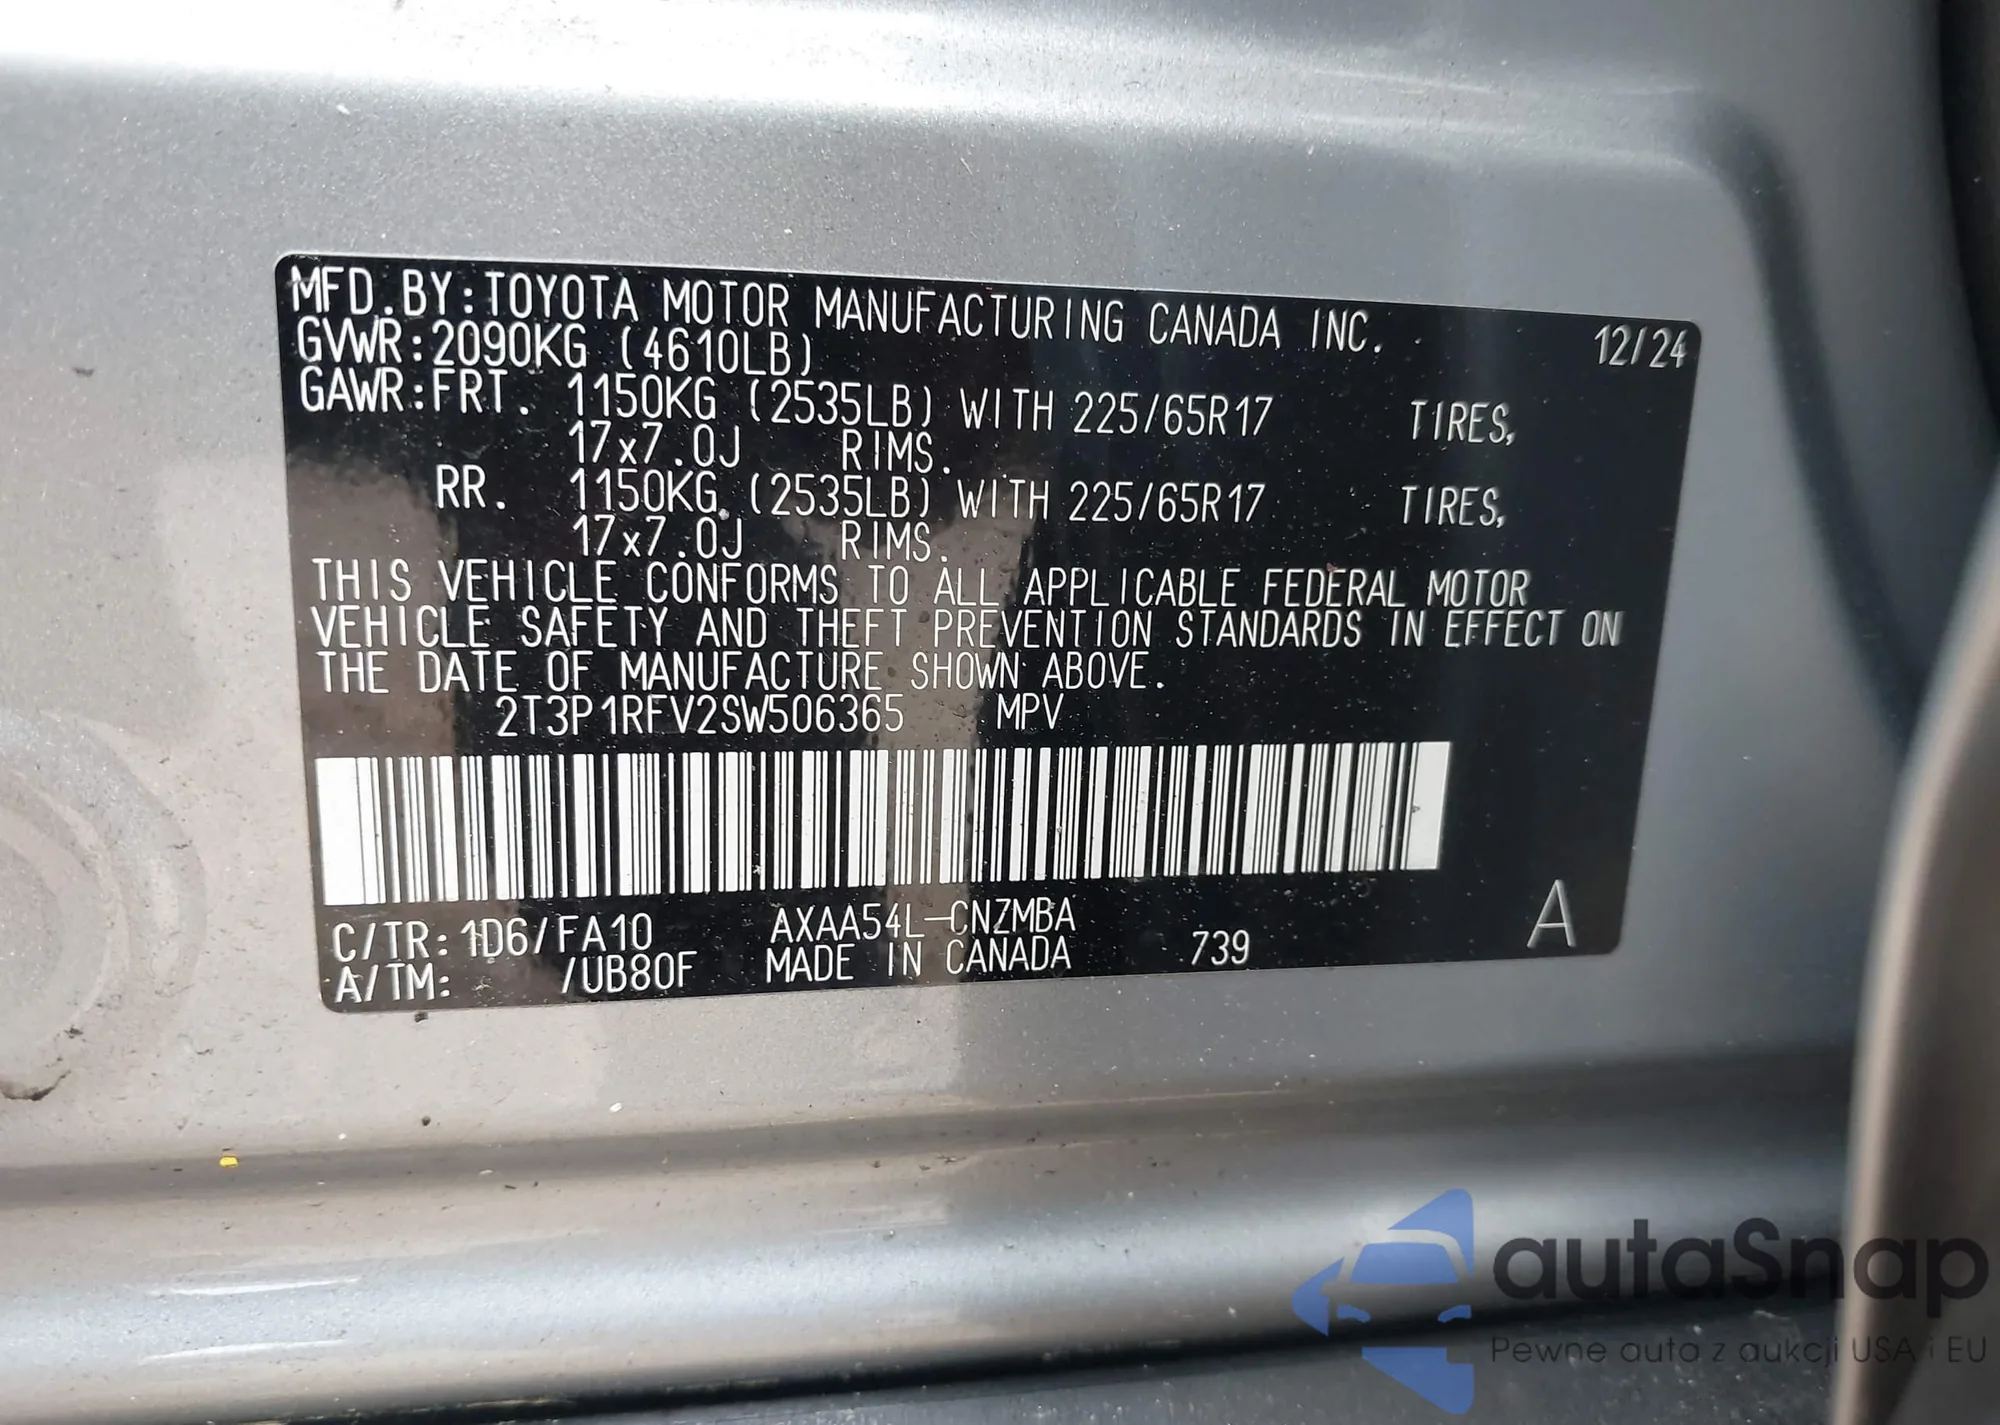 MFD.BY:TOYOTA MOTOR MANUFACTURING CANADA INC. 12/24
GVWR:2090KG (4610LB)
GAWR:FRT. 1150KG (2535LB) WITH 225/65R17 TIRES,
17x7.0J RIMS.
RR. 1150KG (2535LB) WITH 225/65R17 TIRES,
17x7.0J RIMS.
THIS VEHICLE CONFORMS TO ALL APPLICABLE FEDERAL MOTOR
VEHICLE SAFETY AND THEFT PREVENTION STANDARDS IN EFFECT ON
THE DATE OF MANUFACTURE SHOWN ABOVE.
2T3P1RFV2SW506365 MPV
C/TR:1D6/FA10 AXAA54L-CNZMBA
A/TM: /UB80F MADE IN CANADA 739 A
autaSnap
Pewne auta z aukcji USA i EU